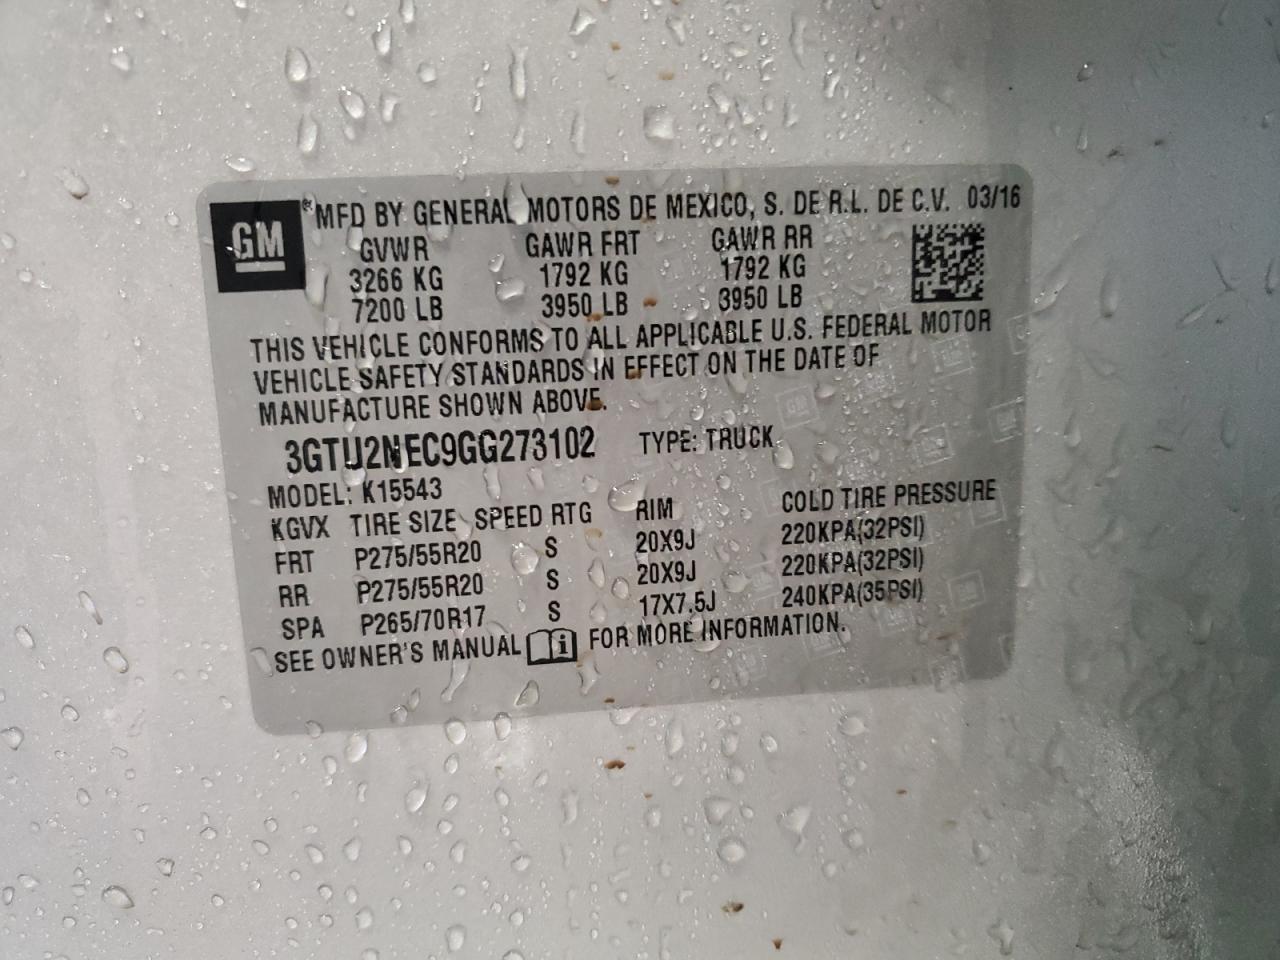 GM ® MFD BY GENERAL MOTORS DE MEXICO, S. DE R.L. DE C.V. 03/16
GVWR GAWR FRT GAWR RR
3266 KG 1792 KG 1792 KG
7200 LB 3950 LB 3950 LB
THIS VEHICLE CONFORMS TO ALL APPLICABLE U.S. FEDERAL MOTOR
VEHICLE SAFETY STANDARDS IN EFFECT ON THE DATE OF
MANUFACTURE SHOWN ABOVE.
3GTU2NEC9GG273102 TYPE: TRUCK
MODEL: K15543
KGVX TIRE SIZE SPEED RTG RIM COLD TIRE PRESSURE
FRT P275/55R20 S 20X9J 220KPA(32PSI)
RR P275/55R20 S 20X9J 220KPA(32PSI)
SPA P265/70R17 S 17X7.5J 240KPA(35PSI)
SEE OWNER'S MANUAL i FOR MORE INFORMATION.